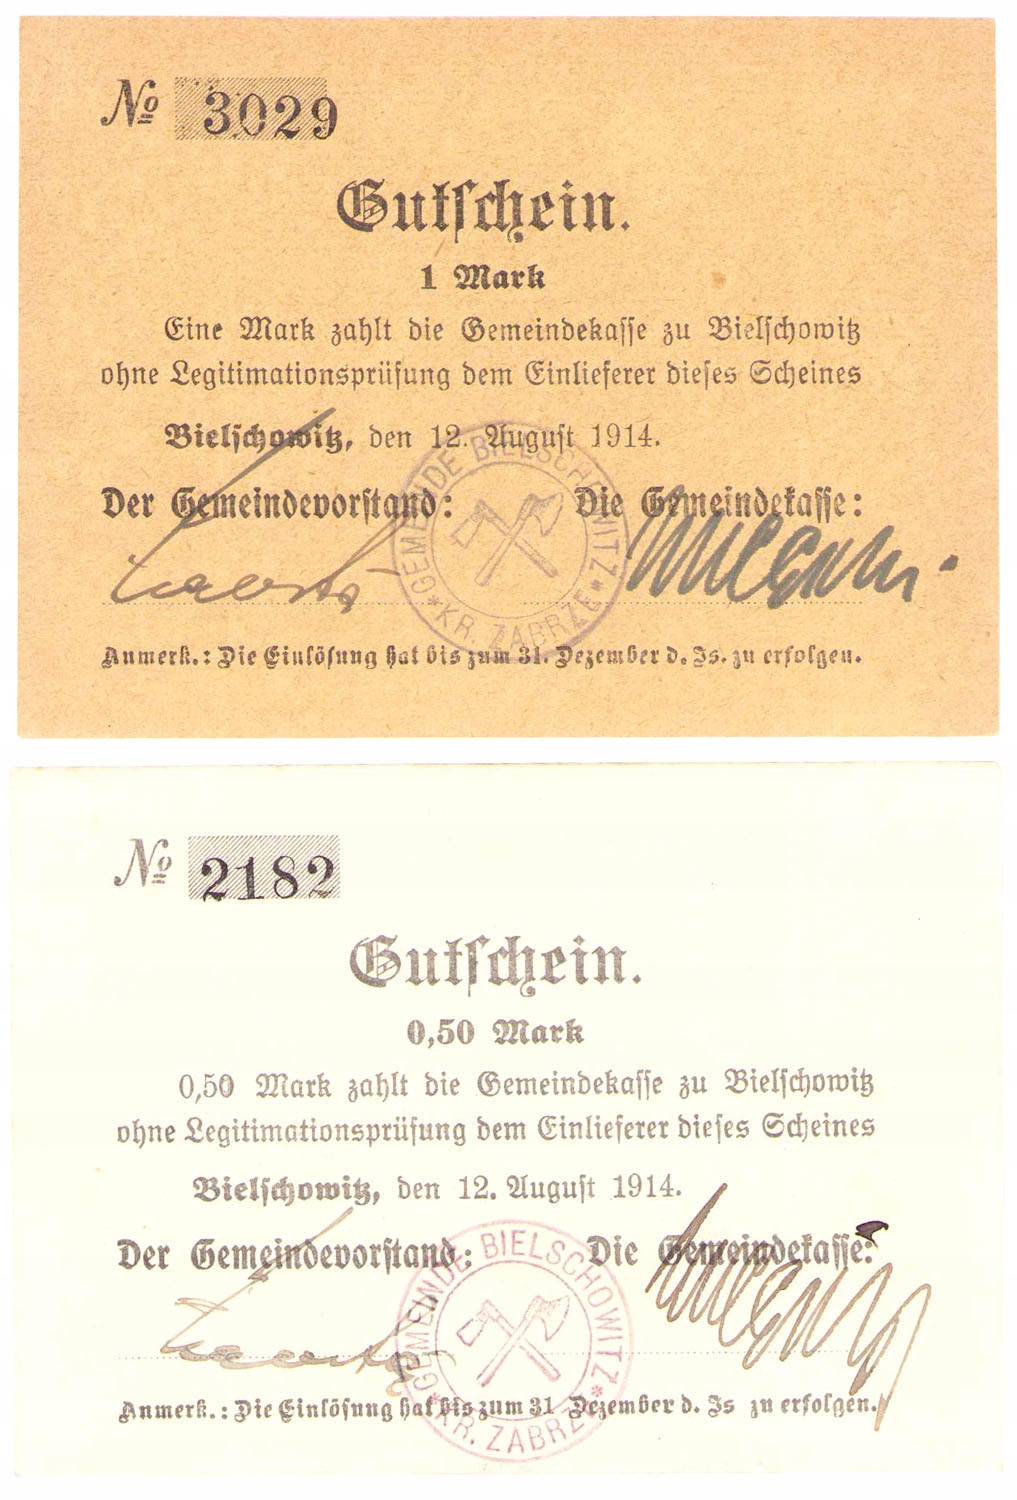 № 3029
Gutschein.
1 Mark
Eine Mark zahlt die Gemeindekasse zu Bielschowitz
ohne Legitimationsprüfung dem Einlieferer dieses Scheines
Bielschowitz, den 12. August 1914.
Der Gemeindevorstand: Die Gemeindekasse:
GEMEINDE BIELSCHOWITZ
* KR. ZABRZE *
Anmerk.: Die Einlösung hat bis zum 31. Dezember d. Js. zu erfolgen.
№ 2182
Gutschein.
0,50 Mark
0,50 Mark zahlt die Gemeindekasse zu Bielschowitz
ohne Legitimationsprüfung dem Einlieferer dieses Scheines
Bielschowitz, den 12. August 1914.
Der Gemeindevorstand: Die Gemeindekasse:
GEMEINDE BIELSCHOWITZ
* KR. ZABRZE *
Anmerk.: Die Einlösung hat bis zum 31 Dezember d. Js zu erfolgen.